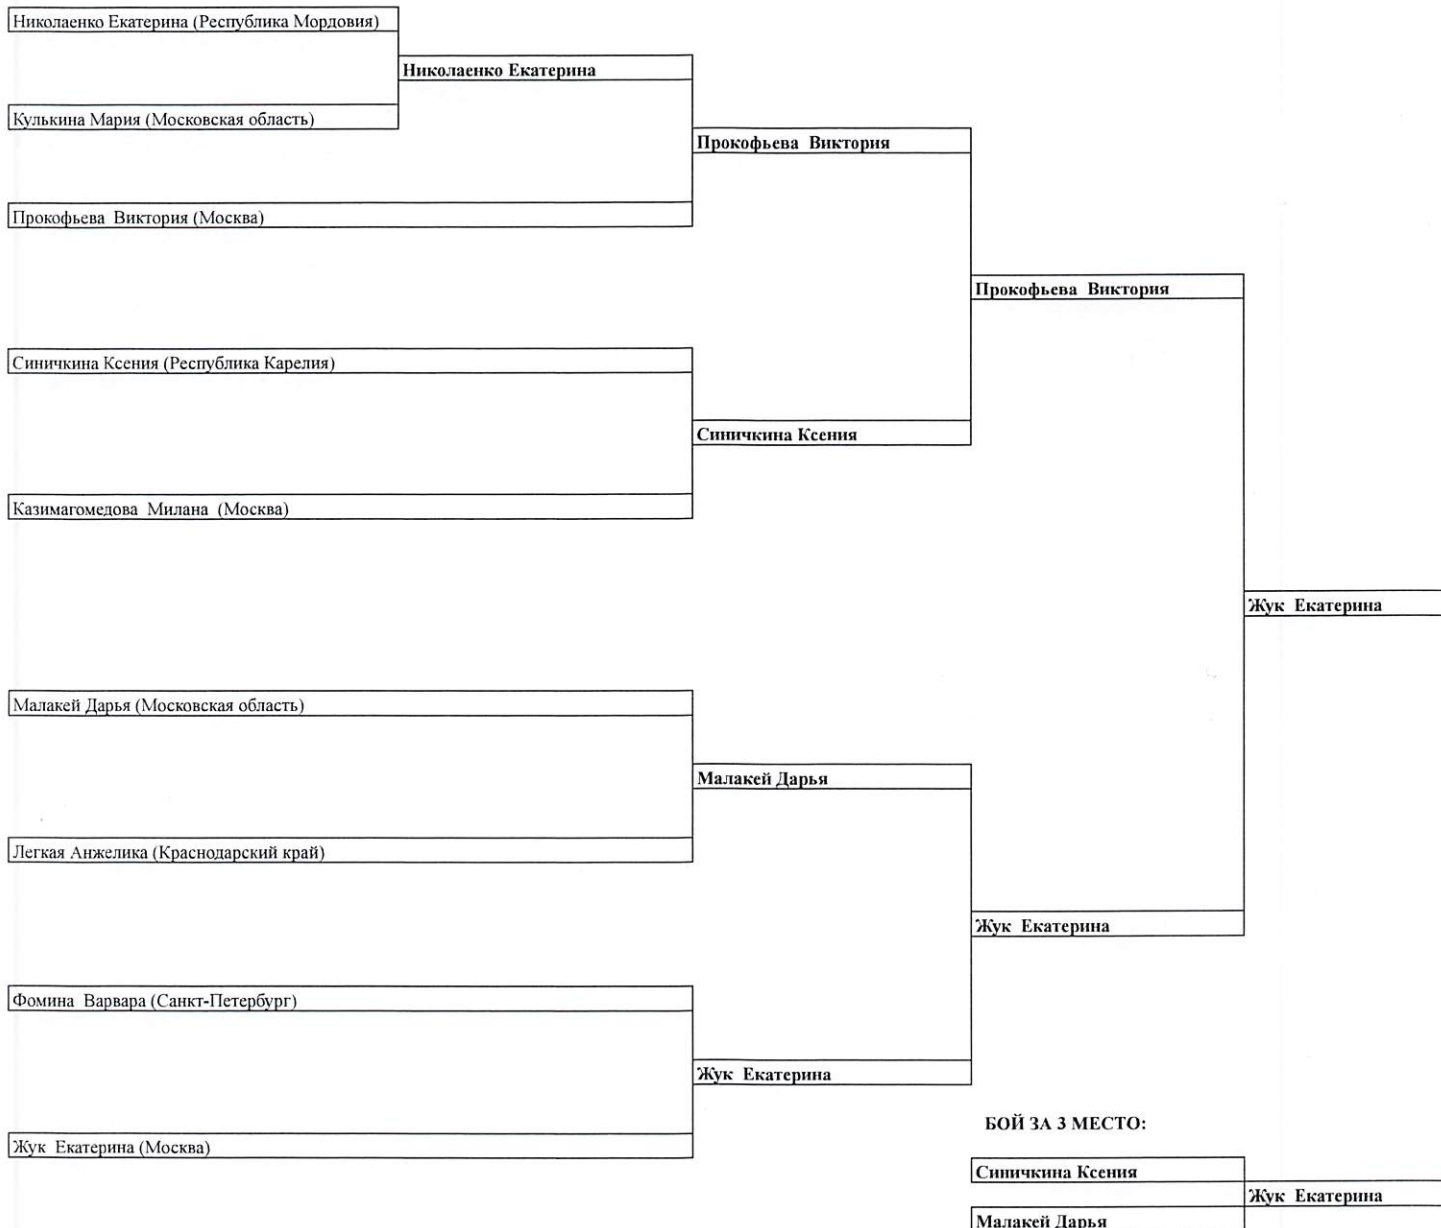 Николаенко Екатерина (Республика Мордовия)
Николаенко Екатерина
Кулькина Мария (Московская область)
Прокофьева Виктория
Прокофьева Виктория (Москва)
Прокофьева Виктория
Синичкина Ксения (Республика Карелия)
Синичкина Ксения
Казимагомедова Милана (Москва)
Жук Екатерина
Малакей Дарья (Московская область)
Малакей Дарья
Легкая Анжелика (Краснодарский край)
Жук Екатерина
Фомина Варвара (Санкт-Петербург)
Жук Екатерина
БОЙ ЗА 3 МЕСТО:
Жук Екатерина (Москва)
Синичкина Ксения
Жук Екатерина
Малакей Дарья